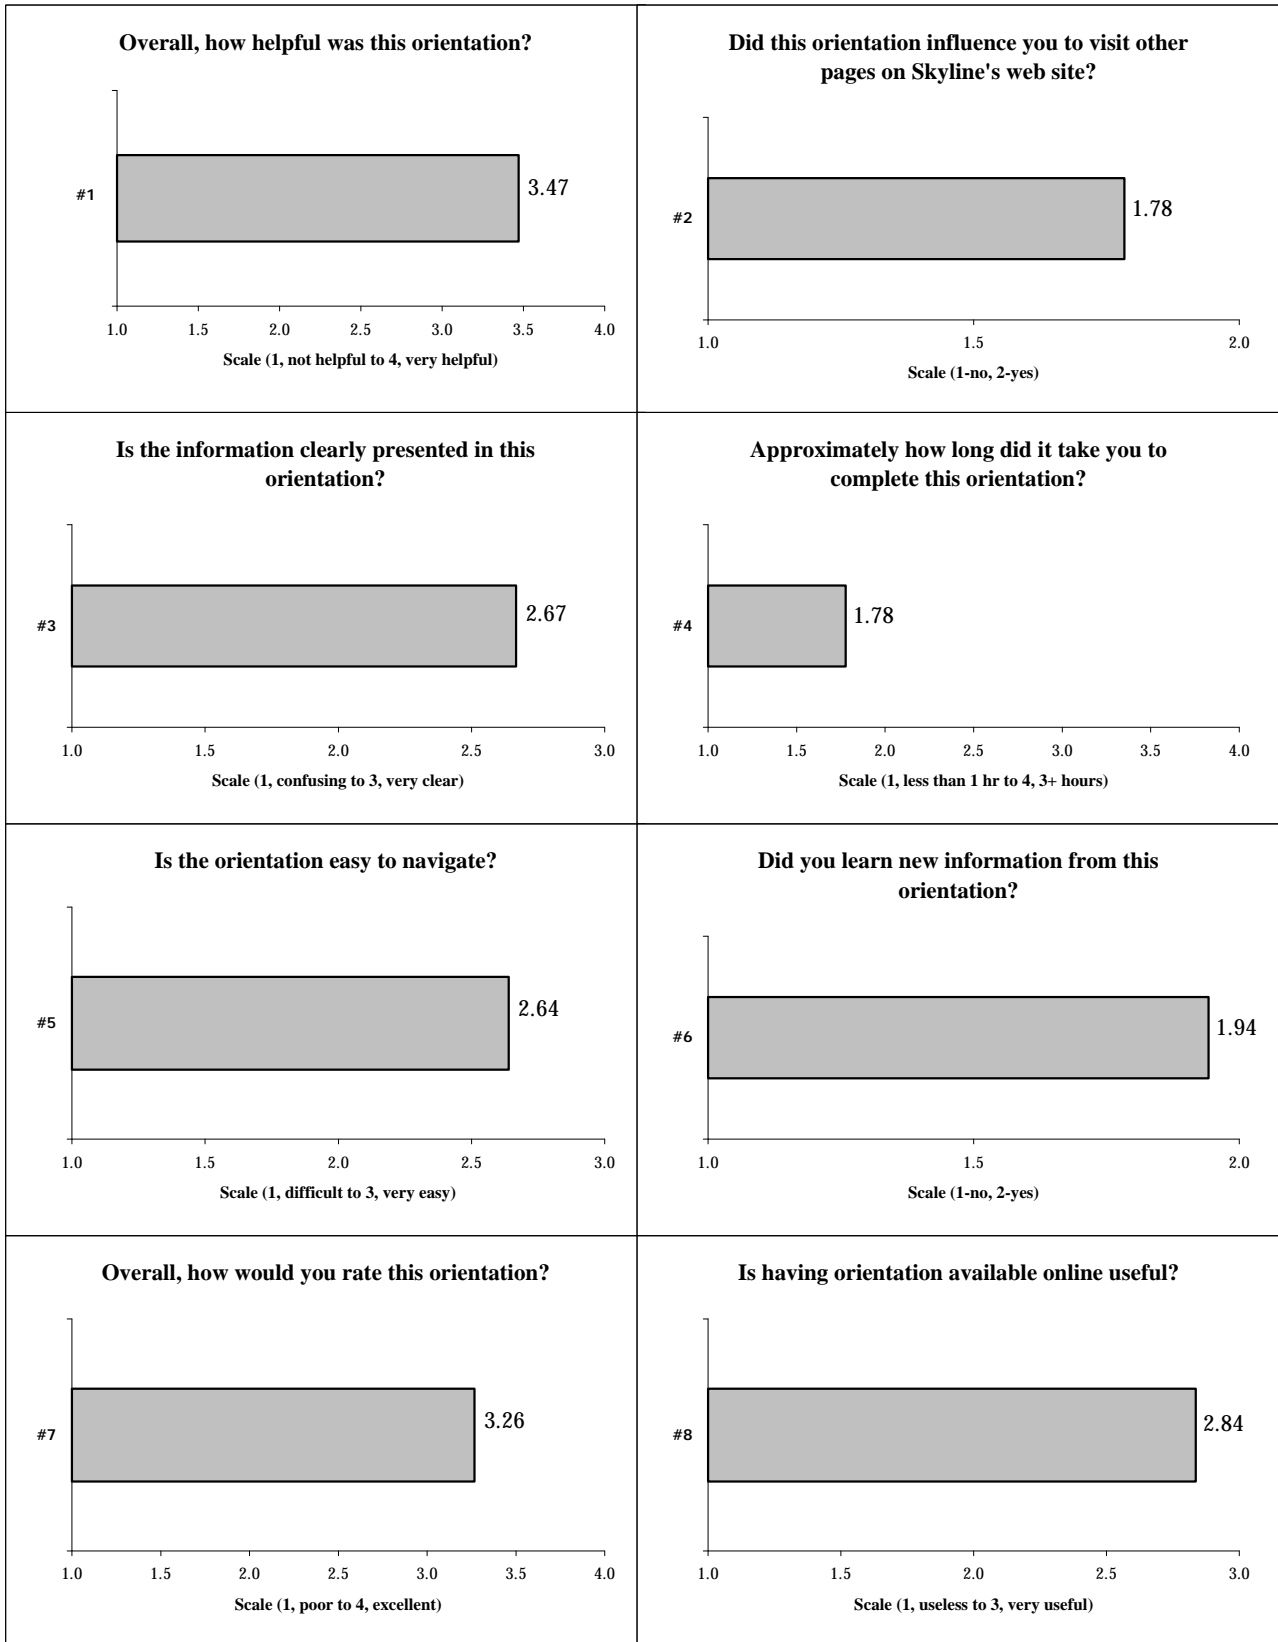 Overall, how helpful was this orientation?
#1
3.47
1.0 1.5 2.0 2.5 3.0 3.5 4.0
Scale (1, not helpful to 4, very helpful)
Did this orientation influence you to visit other
pages on Skyline's web site?
#2
1.78
1.0 1.5 2.0
Scale (1-no, 2-yes)
Is the information clearly presented in this
orientation?
#3
2.67
1.0 1.5 2.0 2.5 3.0
Scale (1, confusing to 3, very clear)
Approximately how long did it take you to
complete this orientation?
#4
1.78
1.0 1.5 2.0 2.5 3.0 3.5 4.0
Scale (1, less than 1 hr to 4, 3+ hours)
Is the orientation easy to navigate?
#5
2.64
1.0 1.5 2.0 2.5 3.0
Scale (1, difficult to 3, very easy)
Did you learn new information from this
orientation?
#6
1.94
1.0 1.5 2.0
Scale (1-no, 2-yes)
Overall, how would you rate this orientation?
#7
3.26
1.0 1.5 2.0 2.5 3.0 3.5 4.0
Scale (1, poor to 4, excellent)
Is having orientation available online useful?
#8
2.84
1.0 1.5 2.0 2.5 3.0
Scale (1, useless to 3, very useful)